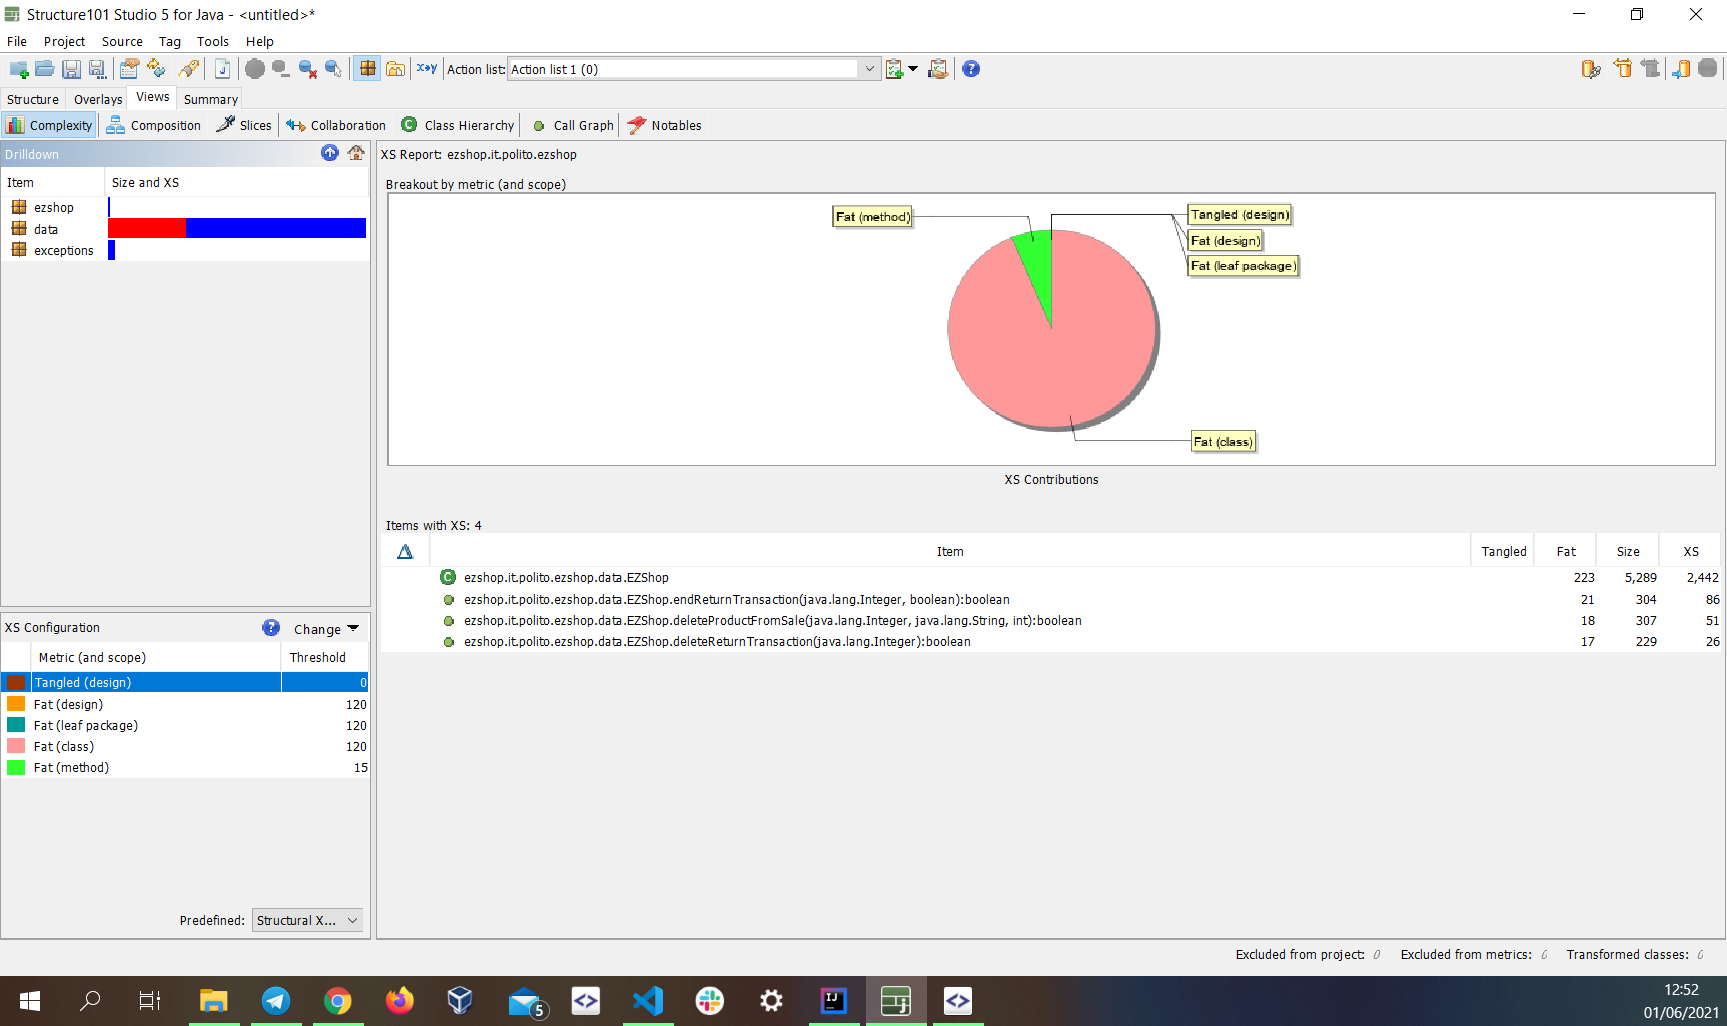 Structure101 Studio 5 for Java - <untitled>*
File Project Source Tag Tools Help
Action list: Action list 1 (0)
Structure Overlays Views Summary
Complexity Composition Slices Collaboration Class Hierarchy Call Graph Notables
Drilldown
Item Size and XS
ezshop
data
exceptions
XS Report: ezshop.it.polito.ezshop
Breakout by metric (and scope)
Fat (method)
Tangled (design)
Fat (design)
Fat (leaf package)
Fat (class)
XS Contributions
Items with XS: 4
Item Tangled Fat Size XS
ezshop.it.polito.ezshop.data.EZShop 223 5,289 2,442
ezshop.it.polito.ezshop.data.EZShop.endReturnTransaction(java.lang.Integer, boolean):boolean 21 304 86
ezshop.it.polito.ezshop.data.EZShop.deleteProductFromSale(java.lang.Integer, java.lang.String, int):boolean 18 307 51
ezshop.it.polito.ezshop.data.EZShop.deleteReturnTransaction(java.lang.Integer):boolean 17 229 26
XS Configuration Change
Metric (and scope) Threshold
Tangled (design) 0
Fat (design) 120
Fat (leaf package) 120
Fat (class) 120
Fat (method) 15
Predefined: Structural X...
Excluded from project: 0 Excluded from metrics: 0 Transformed classes: 0
5
IJ
12:52
01/06/2021